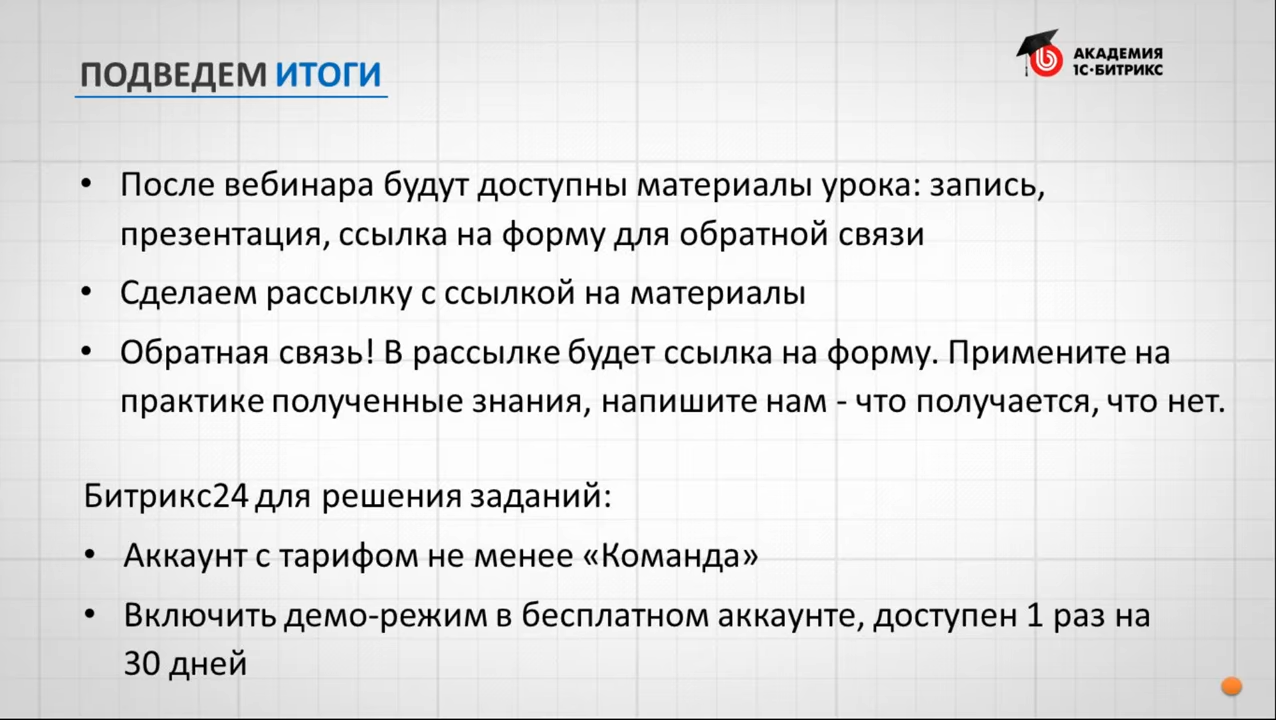 ПОДВЕДЕМ ИТОГИ
АКАДЕМИЯ
1С·БИТРИКС
• После вебинара будут доступны материалы урока: запись,
презентация, ссылка на форму для обратной связи
• Сделаем рассылку с ссылкой на материалы
• Обратная связь! В рассылке будет ссылка на форму. Примените на
практике полученные знания, напишите нам - что получается, что нет.
Битрикс24 для решения заданий:
• Аккаунт с тарифом не менее «Команда»
• Включить демо-режим в бесплатном аккаунте, доступен 1 раз на
30 дней